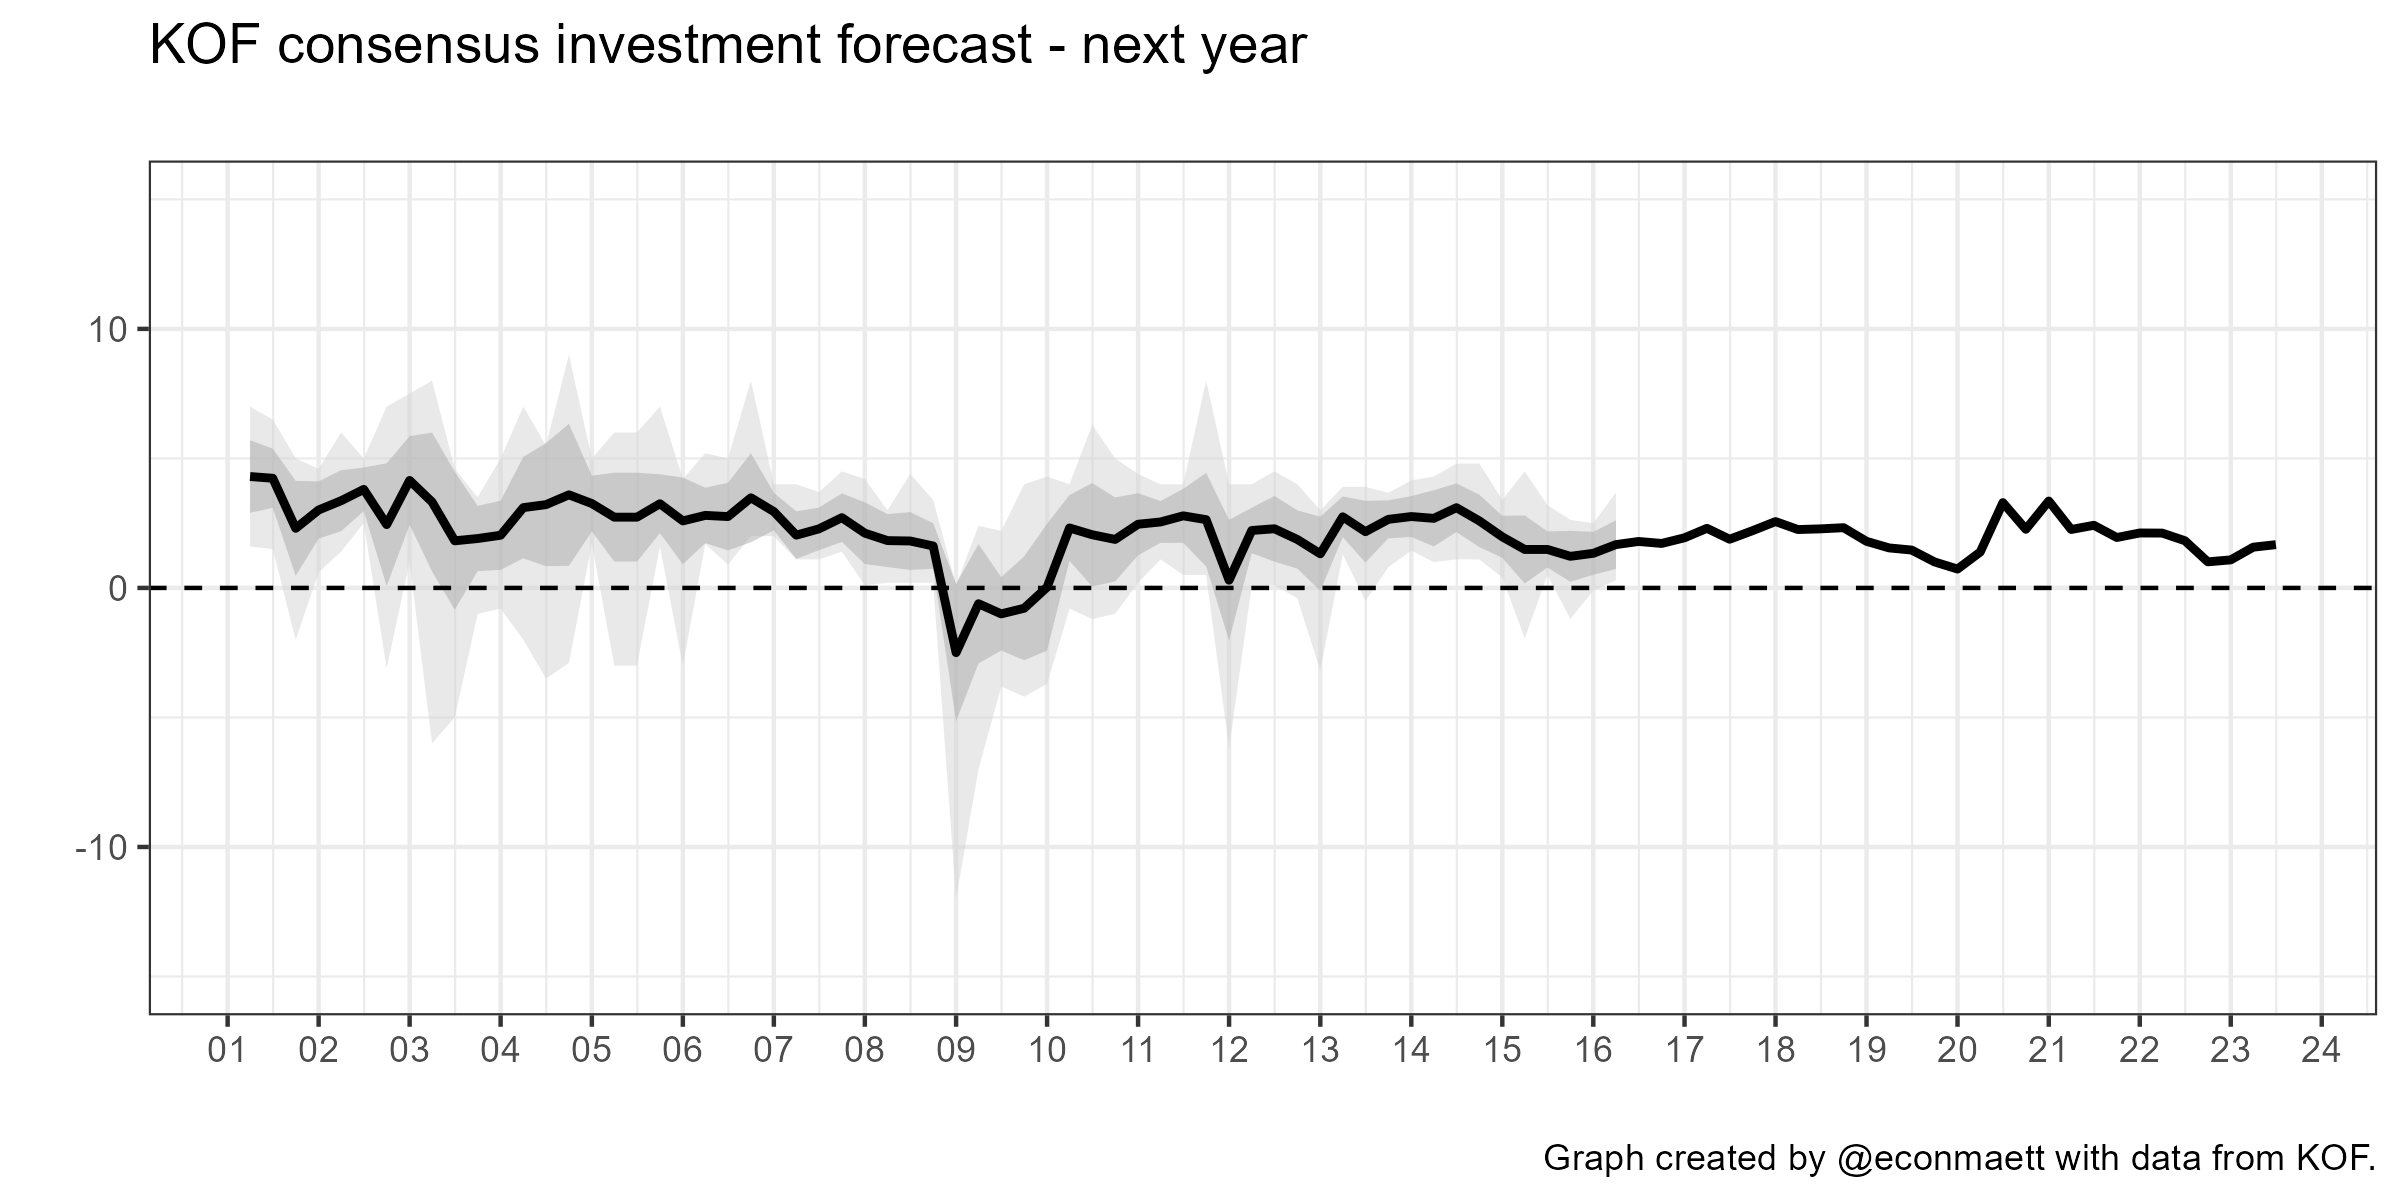 KOF consensus investment forecast - next year
10
0
-10
01 02 03 04 05 06 07 08 09 10 11 12 13 14 15 16 17 18 19 20 21 22 23 24
Graph created by @econmaett with data from KOF.